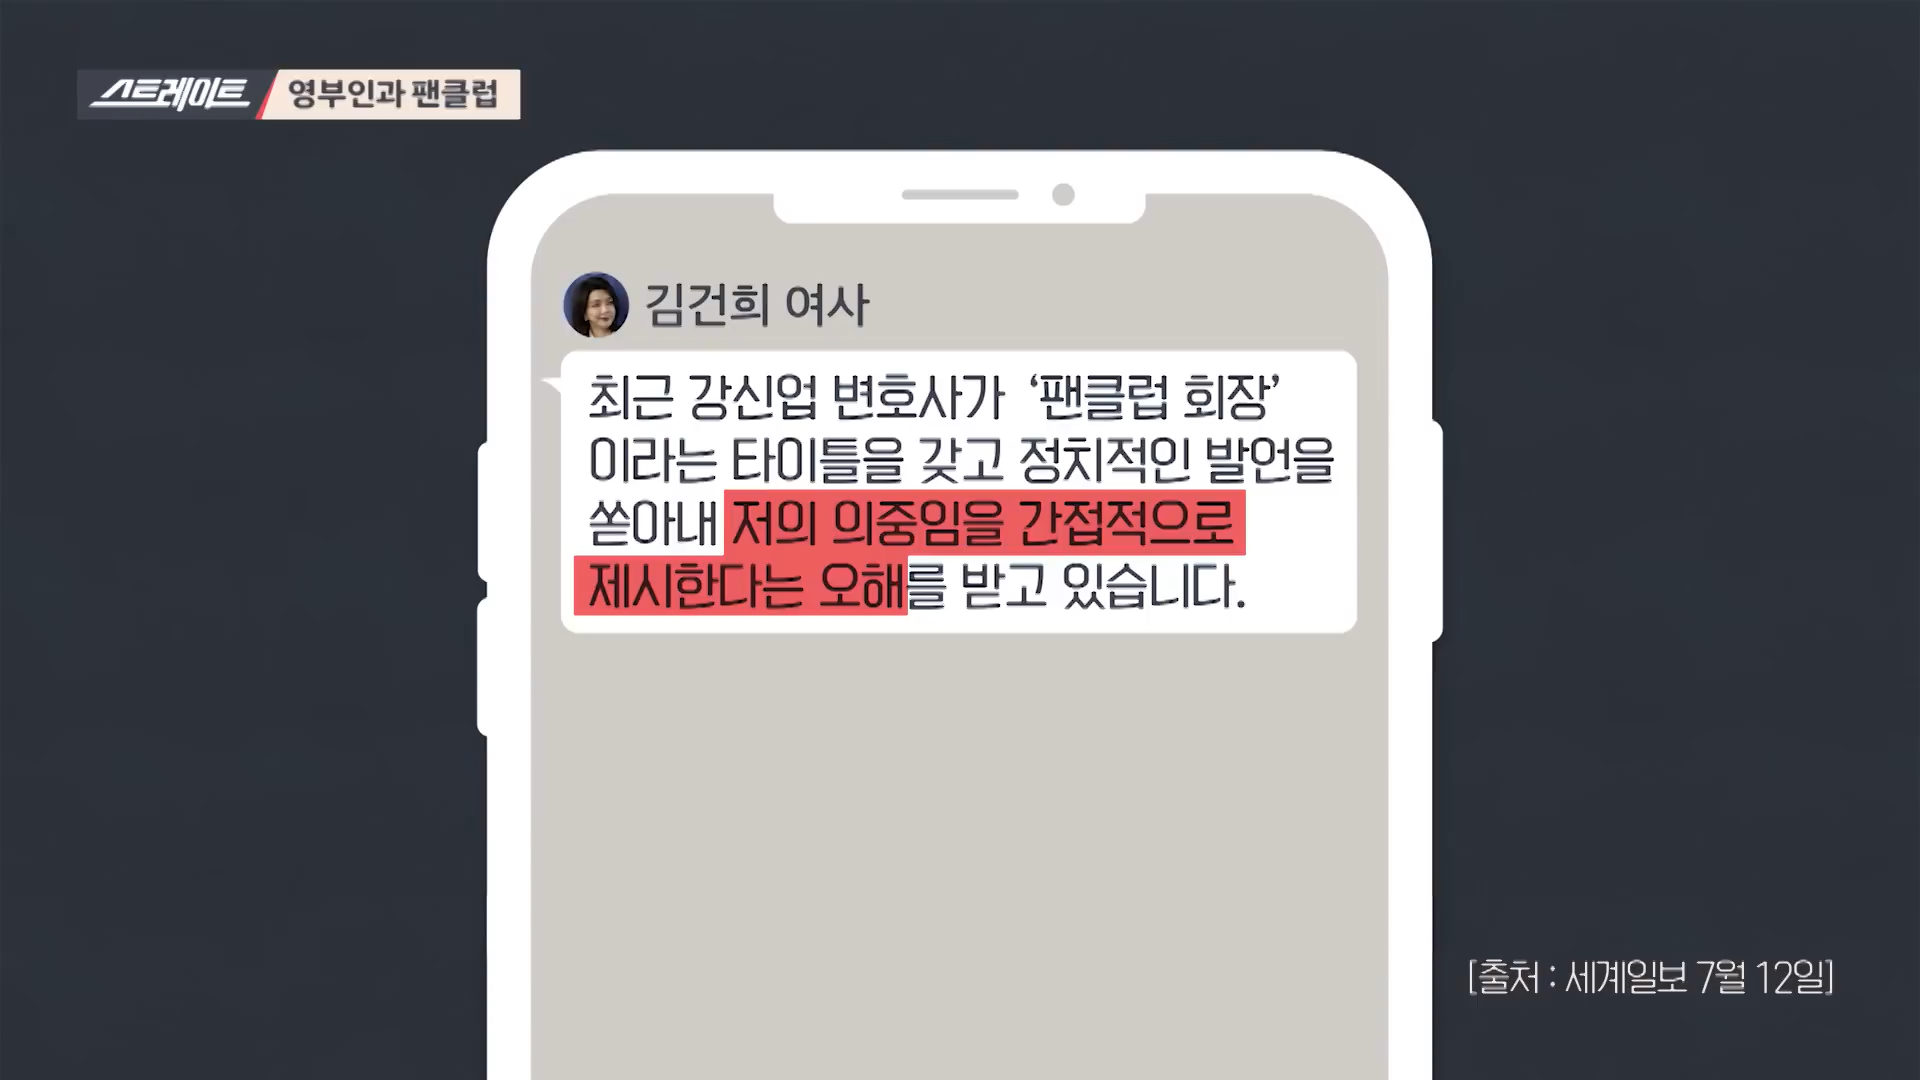 스트레이트 영부인과 팬클럽
김건희 여사
최근 강신업 변호사가 ‘팬클럽 회장’
이라는 타이틀을 갖고 정치적인 발언을
쏟아내 저의 의중임을 간접적으로
제시한다는 오해를 받고 있습니다.
[출처 : 세계일보 7월 12일]